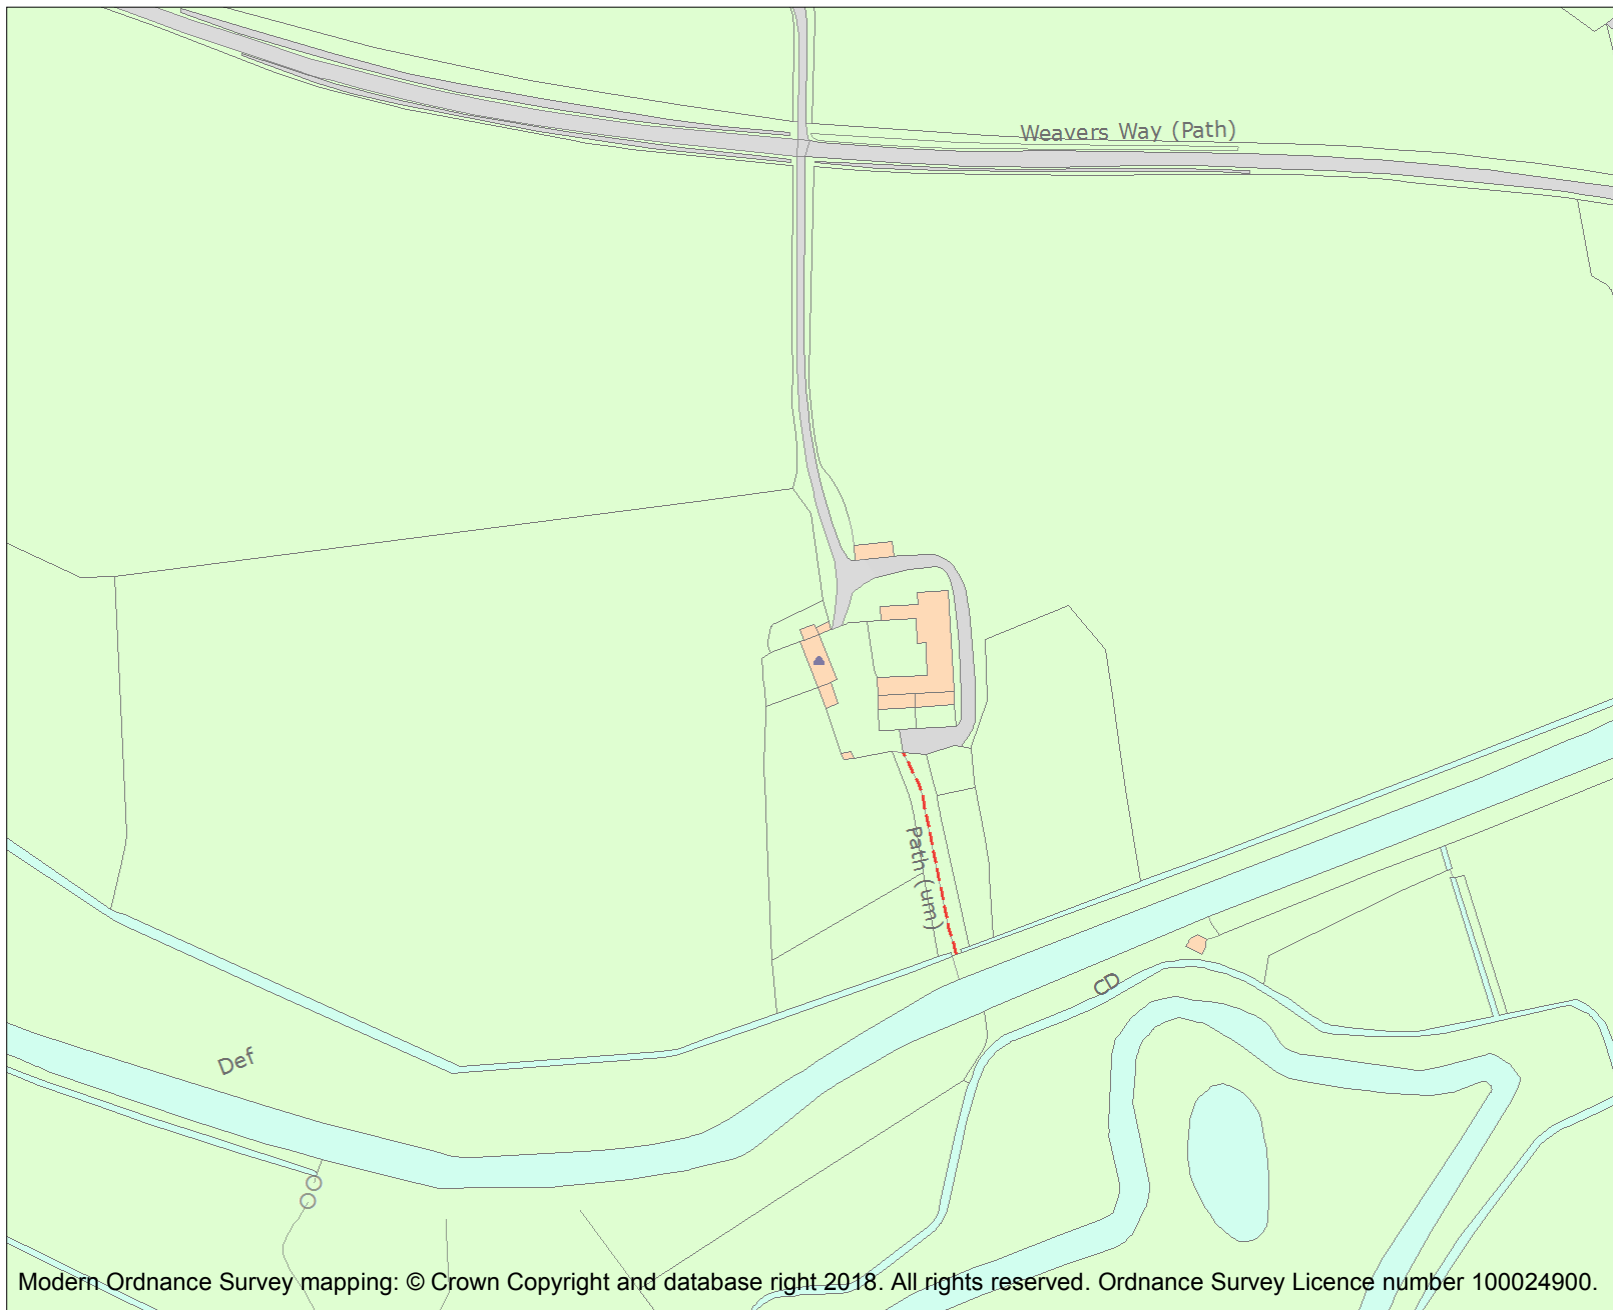 Weavers Way (Path)
Path (um)
CD
Def
Modern Ordnance Survey mapping: © Crown Copyright and database right 2018. All rights reserved. Ordnance Survey Licence number 100024900.